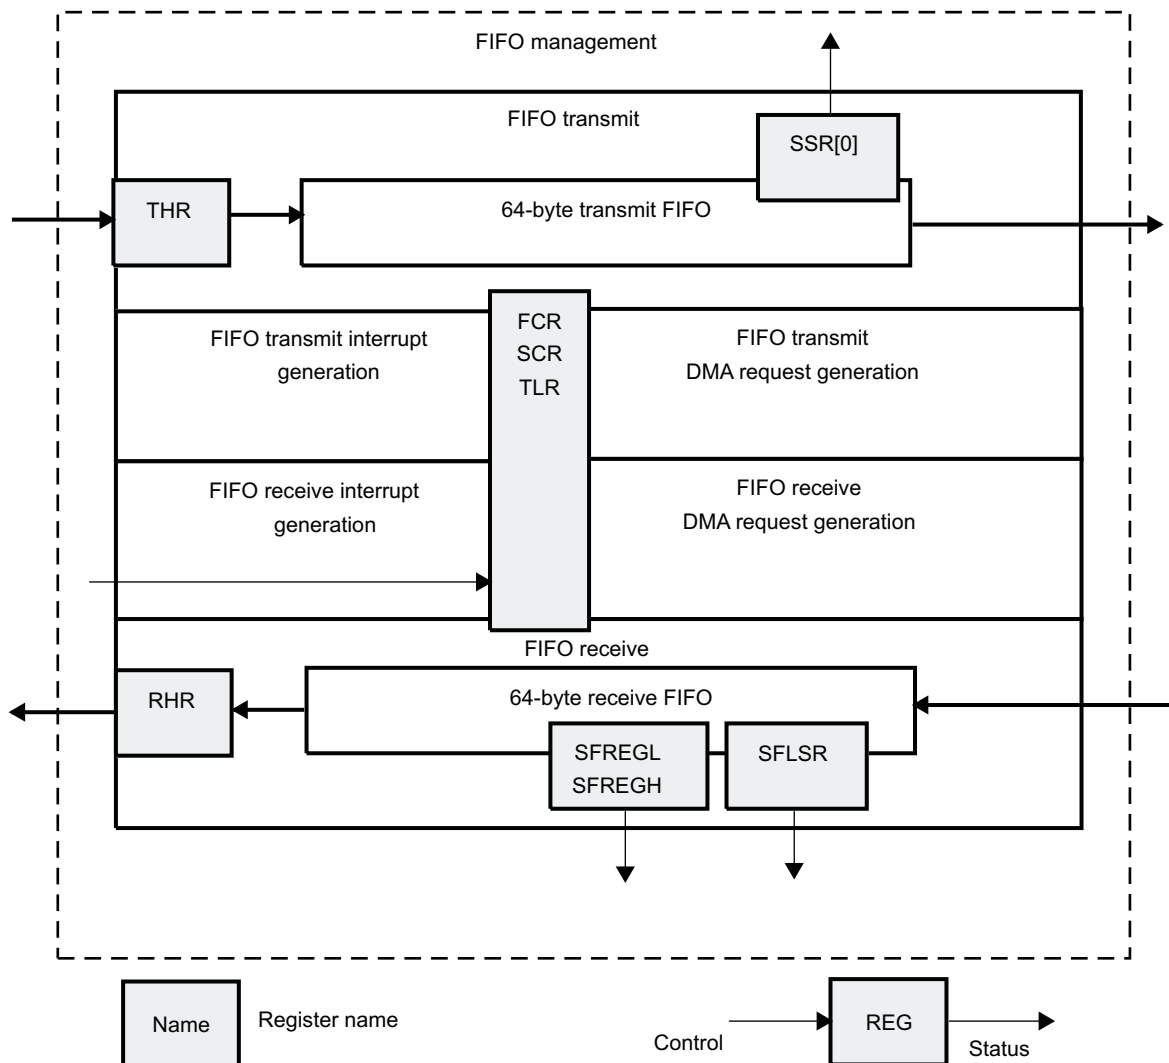 FIFO management
FIFO transmit
SSR[0]
THR
64-byte transmit FIFO
FCR
SCR
TLR
FIFO transmit interrupt
generation
FIFO transmit
DMA request generation
FIFO receive interrupt
generation
FIFO receive
DMA request generation
FIFO receive
RHR
64-byte receive FIFO
SFREGL
SFREGH
SFLSR
Name
Register name
Control
REG
Status